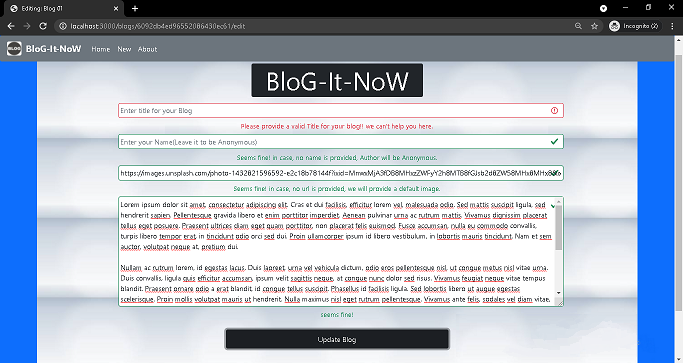 Editing: Blog 01
localhost:3000/blogs/6092db4ed96552086430ec61/edit
Incognito (2)
BLOG
BloG-It-NoW Home New About
BloG-It-NoW
Enter title for your Blog
Please provide a valid Title for your blog!! we can't help you here.
Enter your Name(Leave it to be Anonymous)
Seems fine! in case, no name is provided, Author will be Anonymous.
Seems fine! in case, no url is provided, we will provide a default image.
Lorem ipsum dolor sit amet, consectetur adipiscing elit. Cras et dui facilisis, efficitur lorem vel, malesuada odio. Sed mattis suscipit ligula, sed
hendrerit sapien. Pellentesque gravida libero et enim porttitor imperdiet. Aenean pulvinar urna ac rutrum mattis. Vivamus dignissim placerat
tellus eget posuere. Praesent ultrices diam eget quam porttitor, non placerat felis euismod. Fusce accumsan, nulla eu commodo convallis,
turpis libero tempor erat, in tincidunt odio orci sed dui. Proin ullamcorper ipsum id libero vestibulum, in lobortis mauris tincidunt. Nam et sem
auctor, volutpat neque at, pretium dui.
Nullam ac rutrum lorem, id egestas lacus. Duis laoreet, urna vel vehicula dictum, odio eros pellentesque nisl, ut congue metus nisl vitae urna.
Duis convallis, ligula quis efficitur accumsan, ipsum velit sagittis neque, at congue nunc dolor sed risus. Vivamus feugiat neque vitae tempus
blandit. Praesent ornare odio a erat blandit, id congue tellus suscipit. Phasellus id facilisis ligula. Sed lobortis libero ut augue egestas
scelerisque. Proin mollis volutpat mauris ut hendrerit. Nulla maximus nisl eget rutrum pellentesque. Vivamus ante felis, sodales vel diam vitae,
seems fine!
Update Blog